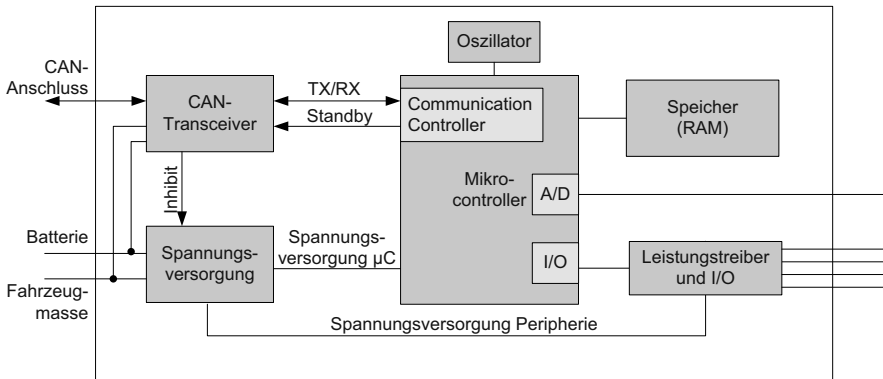 Oszillator
CAN-
Anschluss
CAN-
Transceiver
TX/RX
Standby
Communication
Controller
Speicher
(RAM)
Inhibit
Mikro-
controller
A/D
Batterie
Fahrzeug-
masse
Spannungs-
versorgung
Spannungs-
versorgung µC
I/O
Leistungstreiber
und I/O
Spannungsversorgung Peripherie